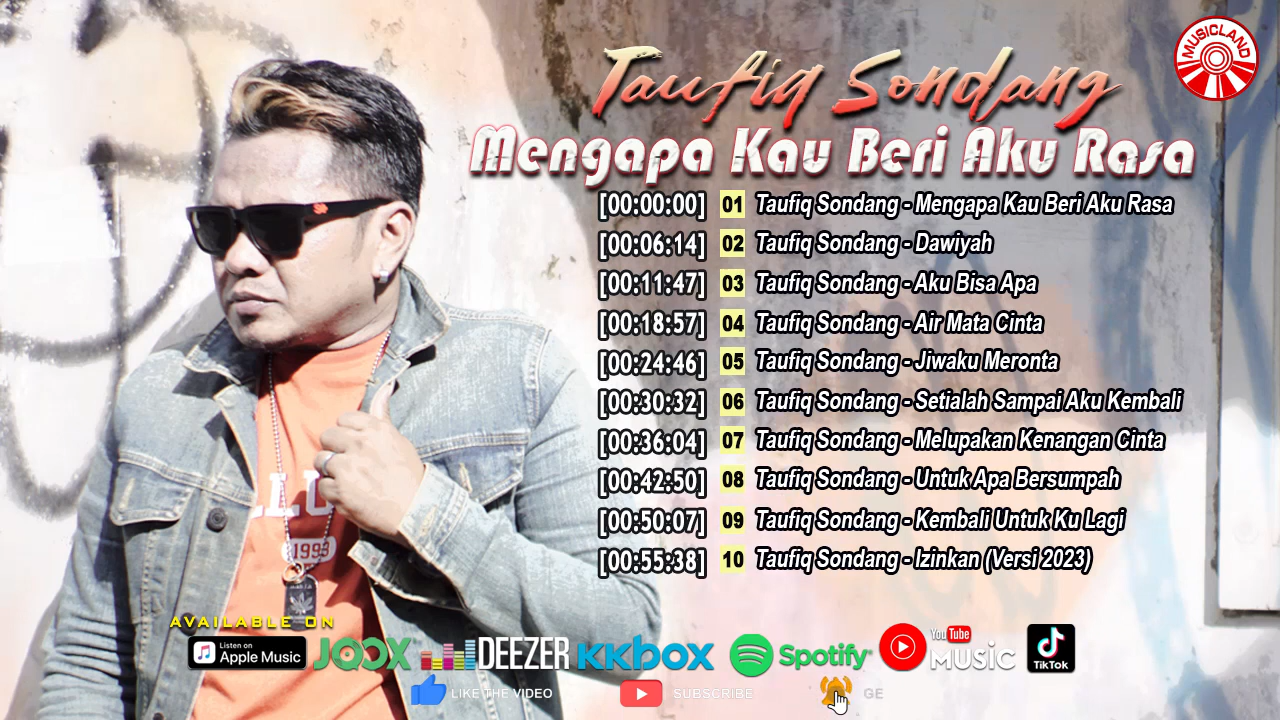 MUSICLAND
Taufiq Sondang
Mengapa Kau Beri Aku Rasa
[00:00:00] 01 Taufiq Sondang - Mengapa Kau Beri Aku Rasa
[00:06:14] 02 Taufiq Sondang - Dawiyah
[00:11:47] 03 Taufiq Sondang - Aku Bisa Apa
[00:18:57] 04 Taufiq Sondang - Air Mata Cinta
[00:24:46] 05 Taufiq Sondang - Jiwaku Meronta
[00:30:32] 06 Taufiq Sondang - Setialah Sampai Aku Kembali
[00:36:04] 07 Taufiq Sondang - Melupakan Kenangan Cinta
[00:42:50] 08 Taufiq Sondang - Untuk Apa Bersumpah
[00:50:07] 09 Taufiq Sondang - Kembali Untuk Ku Lagi
[00:55:38] 10 Taufiq Sondang - Izinkan (Versi 2023)
1993
AVAILABLE ON
Listen on Apple Music JOOX DEEZER KKBOX Spotify YouTube MUSIC TikTok
LIKE THE VIDEO SUBSCRIBE GE